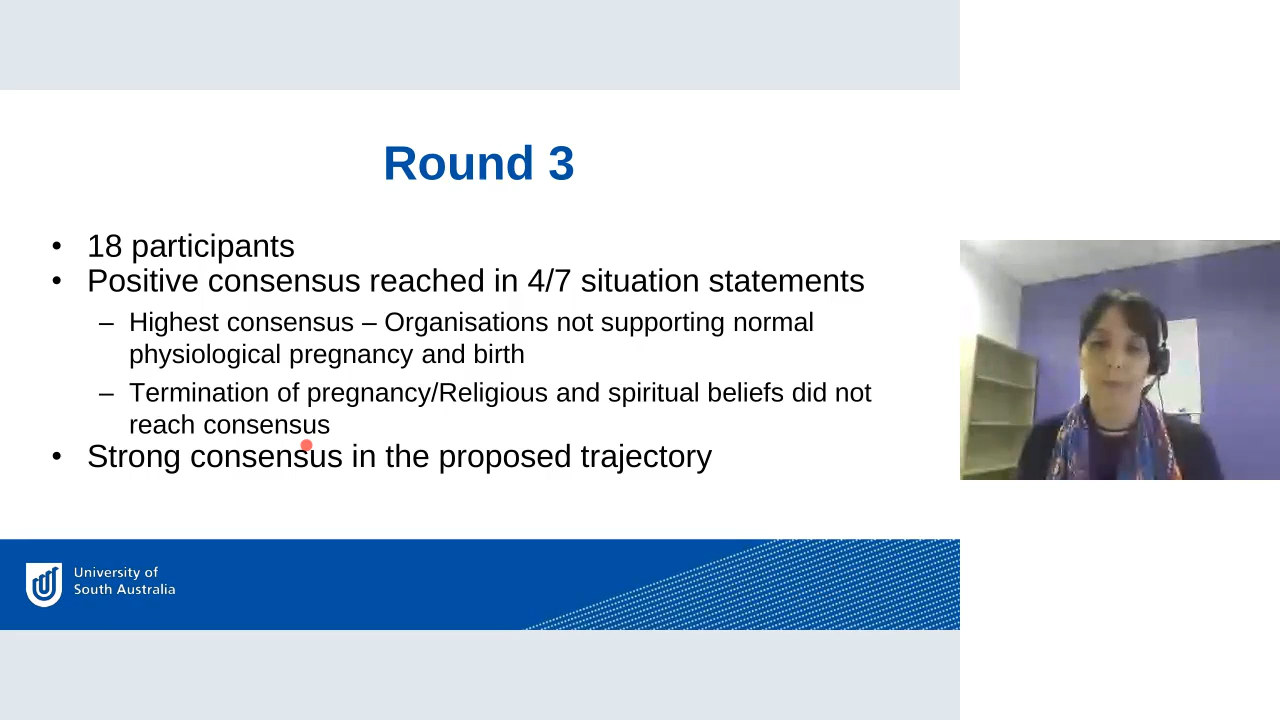 Round 3
• 18 participants
• Positive consensus reached in 4/7 situation statements
– Highest consensus – Organisations not supporting normal
physiological pregnancy and birth
– Termination of pregnancy/Religious and spiritual beliefs did not
reach consensus
• Strong consensus in the proposed trajectory
University of
South Australia